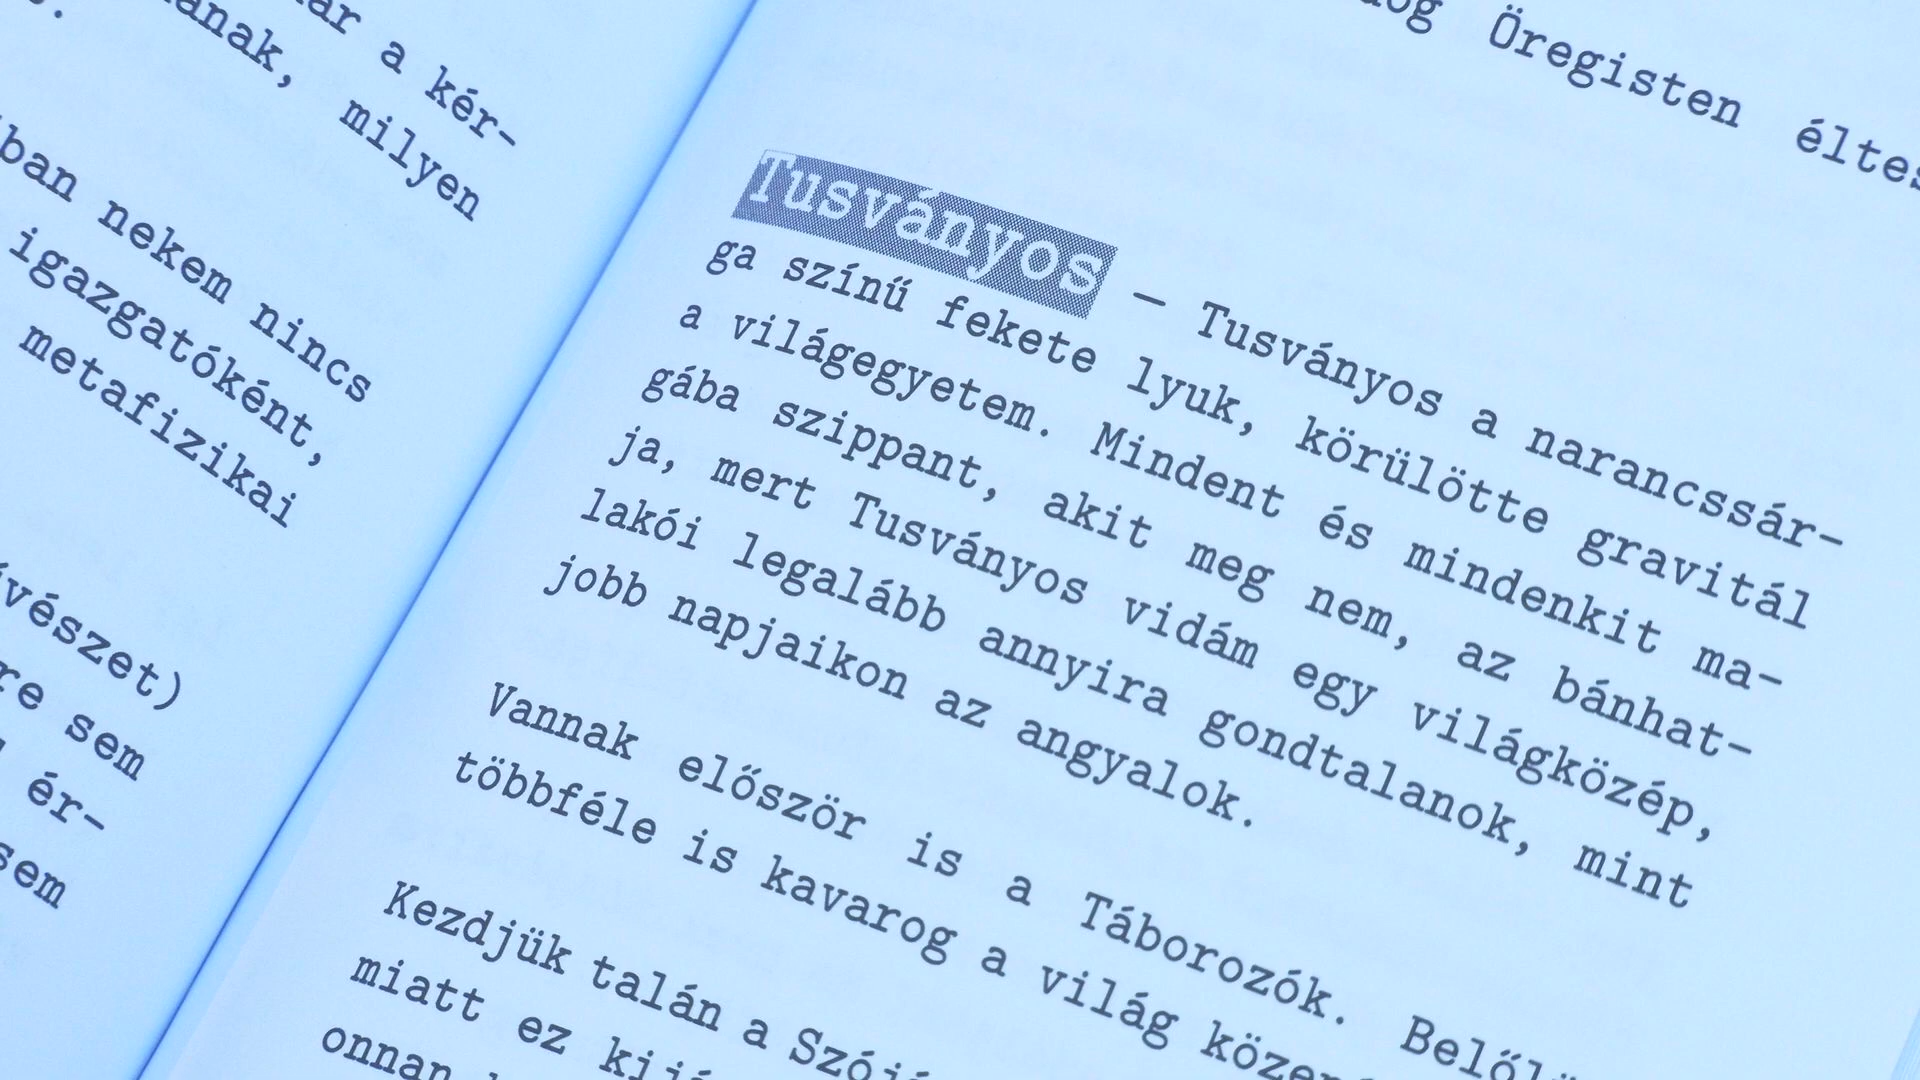 ar a kér-
anak, milyen
ban nekem nincs
igazgatóként,
metafizikai
re sem
ér-
sem
Öregisten éltes
Tusványos – Tusványos a narancssár-
ga színű fekete lyuk, körülötte gravitál
a világegyetem. Mindent és mindenkit ma-
gába szippant, akit meg nem, az bánhat-
ja, mert Tusványos vidám egy világközép,
lakói legalább annyira gondtalanok, mint
jobb napjaikon az angyalok.
Vannak először is a Táborozók. Belől
többféle is kavarog a világ köze
Kezdjük talán a
miatt ez
onnan